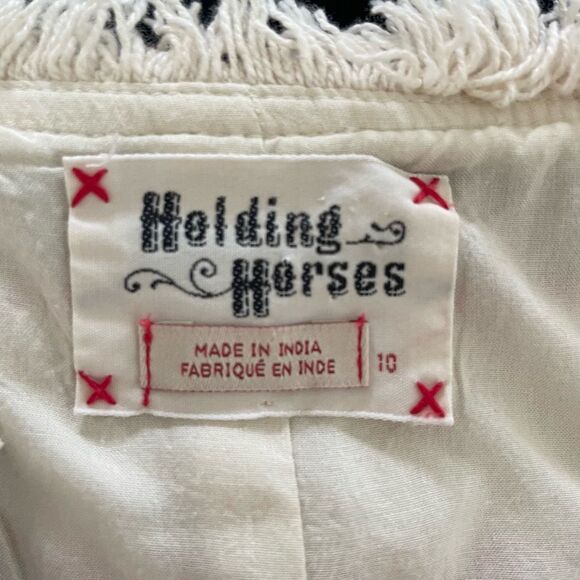 Holding
Horses
MADE IN INDIA
FABRIQUÉ EN INDE
10